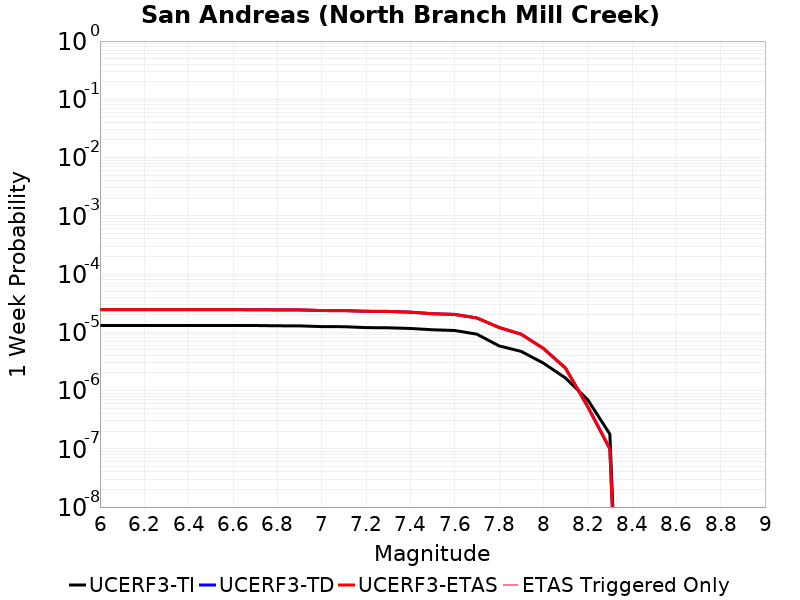 San Andreas (North Branch Mill Creek)
10^0
10^-1
10^-2
10^-3
10^-4
10^-5
10^-6
10^-7
10^-8
1 Week Probability
6 6.2 6.4 6.6 6.8 7 7.2 7.4 7.6 7.8 8 8.2 8.4 8.6 8.8 9
Magnitude
UCERF3-TI UCERF3-TD UCERF3-ETAS ETAS Triggered Only